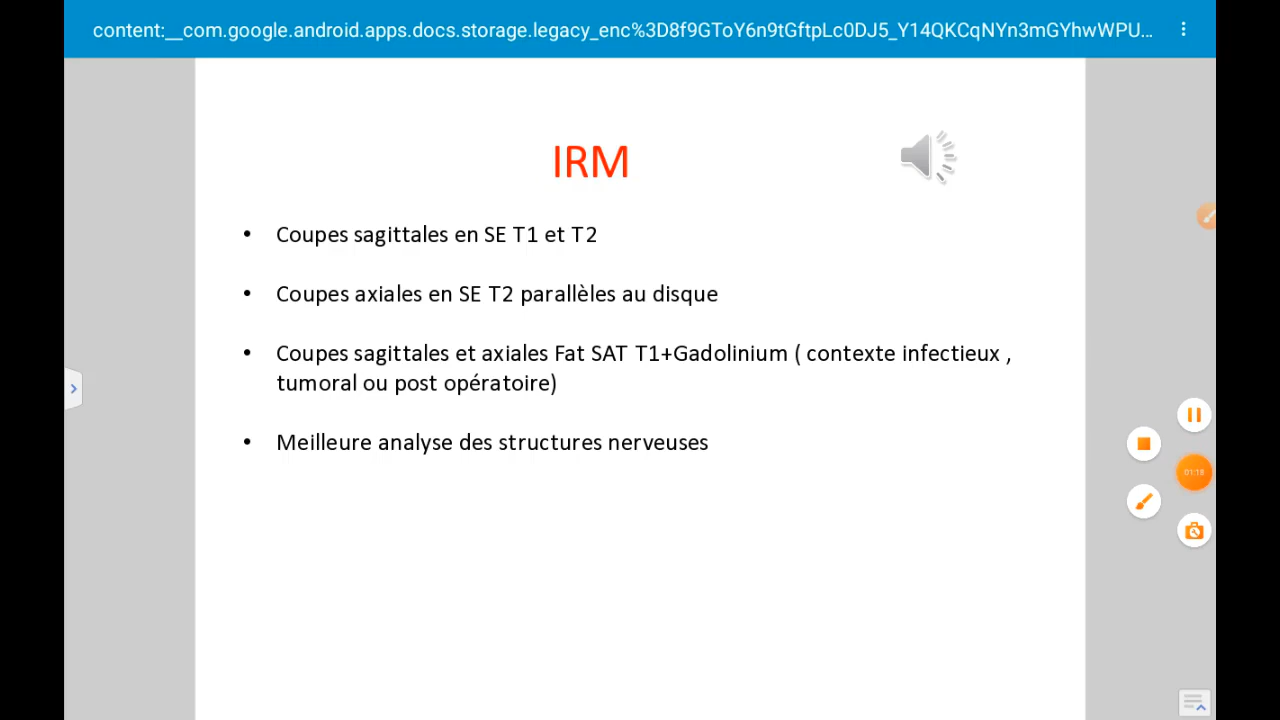 content:__com.google.android.apps.docs.storage.legacy_enc%3D8f9GToY6n9tGftpLc0DJ5_Y14QKCqNYn3mGYhwWPU...
IRM
• Coupes sagittales en SE T1 et T2
• Coupes axiales en SE T2 parallèles au disque
• Coupes sagittales et axiales Fat SAT T1+Gadolinium ( contexte infectieux ,
tumoral ou post opératoire)
• Meilleure analyse des structures nerveuses
01:18